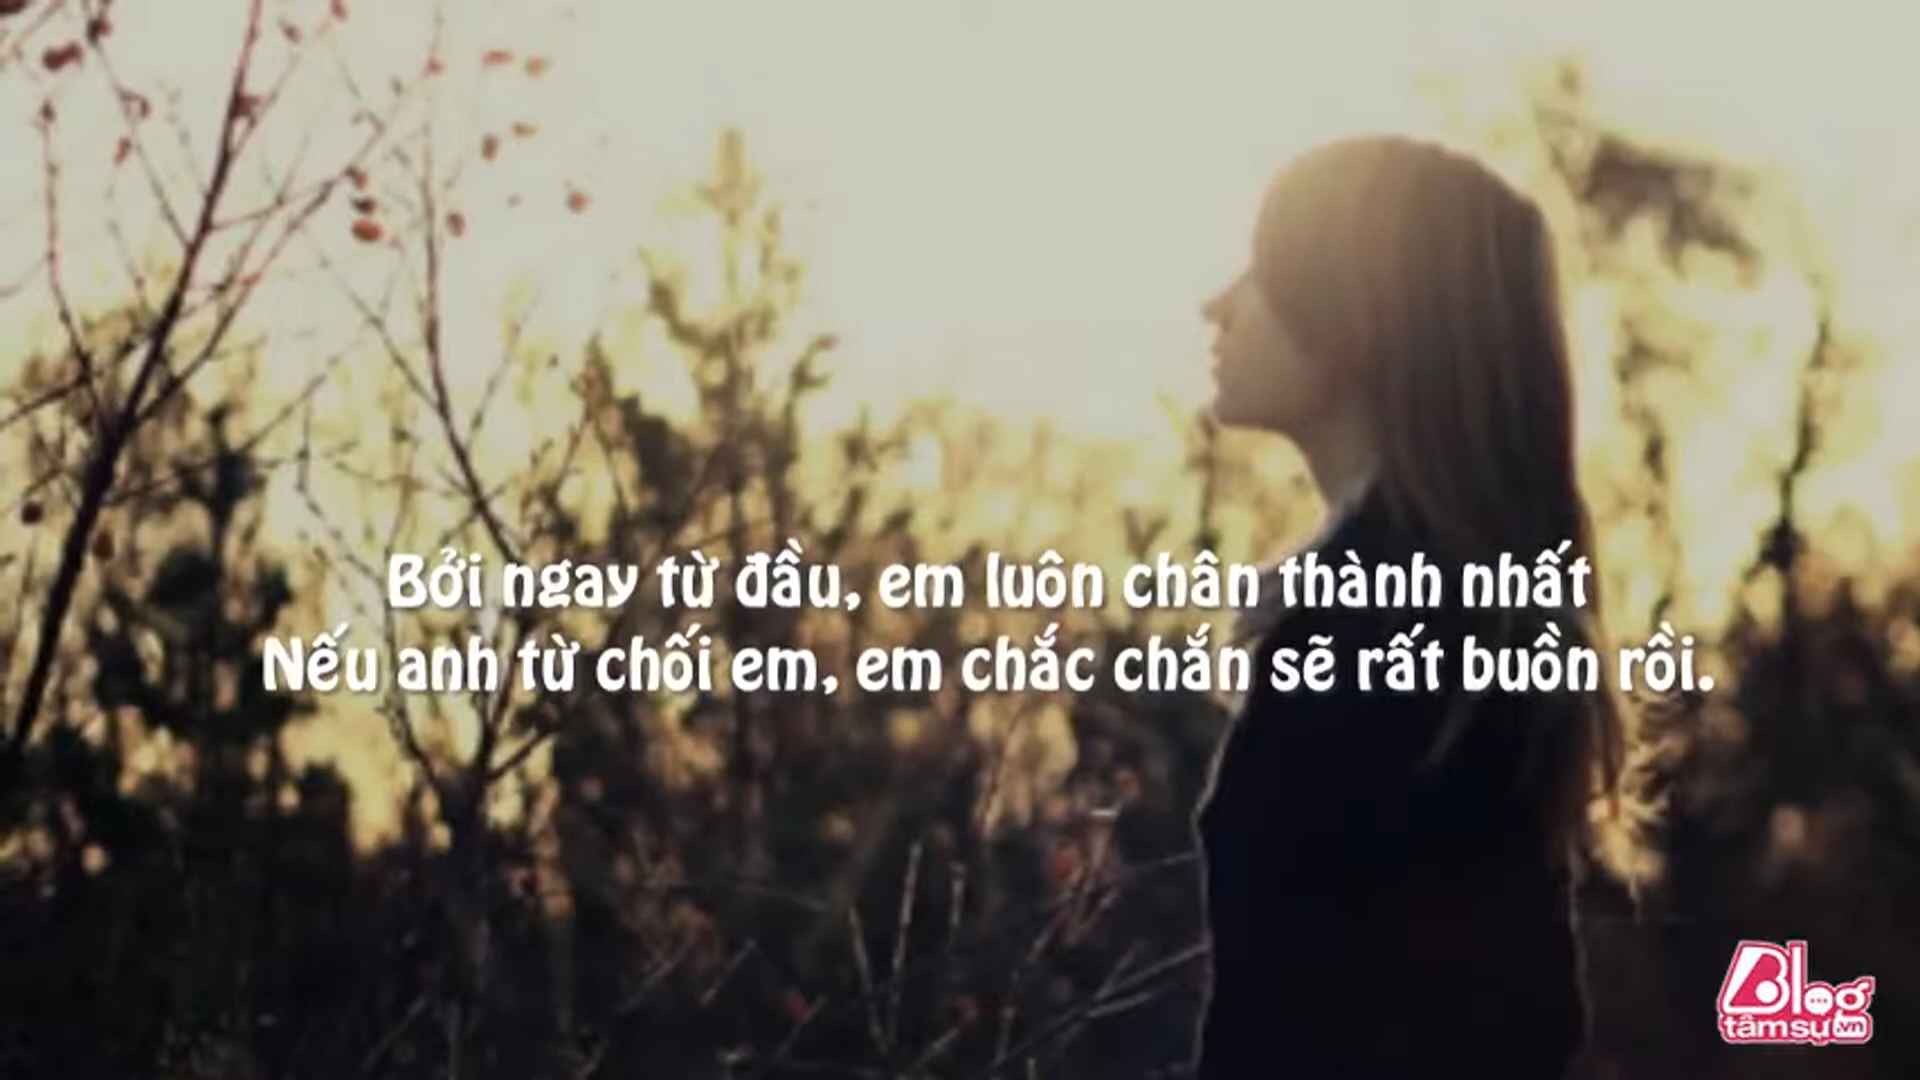 Bởi ngay từ đầu, em luôn chân thành nhất
Nếu anh từ chối em, em chắc chắn sẽ rất buồn rồi.
Blog
tâmsự.vn